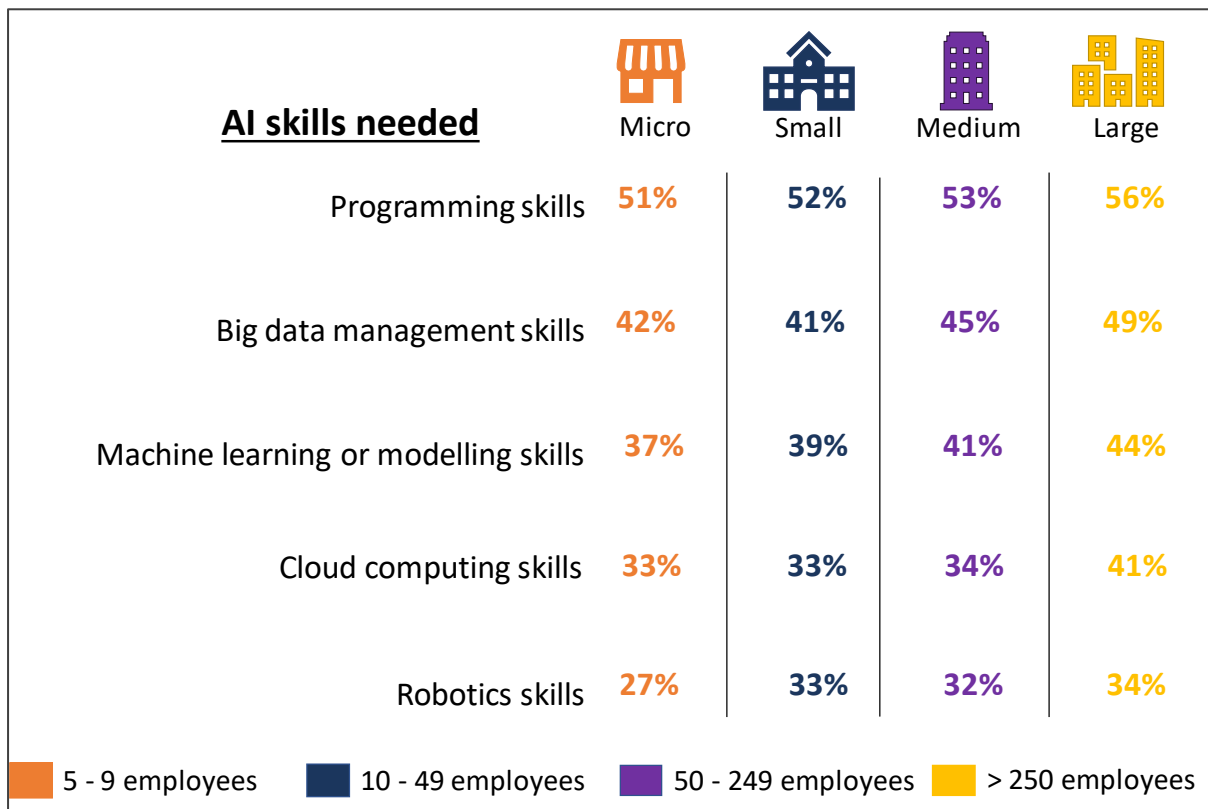 AI skills needed
Micro Small Medium Large
Programming skills 51% 52% 53% 56%
Big data management skills 42% 41% 45% 49%
Machine learning or modelling skills 37% 39% 41% 44%
Cloud computing skills 33% 33% 34% 41%
Robotics skills 27% 33% 32% 34%
5 - 9 employees 10 - 49 employees 50 - 249 employees > 250 employees